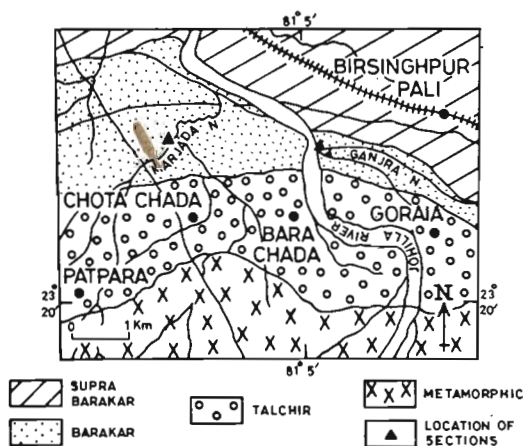 81° 5'
BIRSINGHPUR
PALI
KARJADA N
GANJRA N.
CHOTA CHADA
GORAIA
BARA
CHADA
JOHILLA
RIVER
PATPARA
N
23°
20'
23
20'
0 1 Km
81° 5'
SUPRA
BARAKAR
BARAKAR
TALCHIR
METAMORPHIC
LOCATION OF
SECTIONS